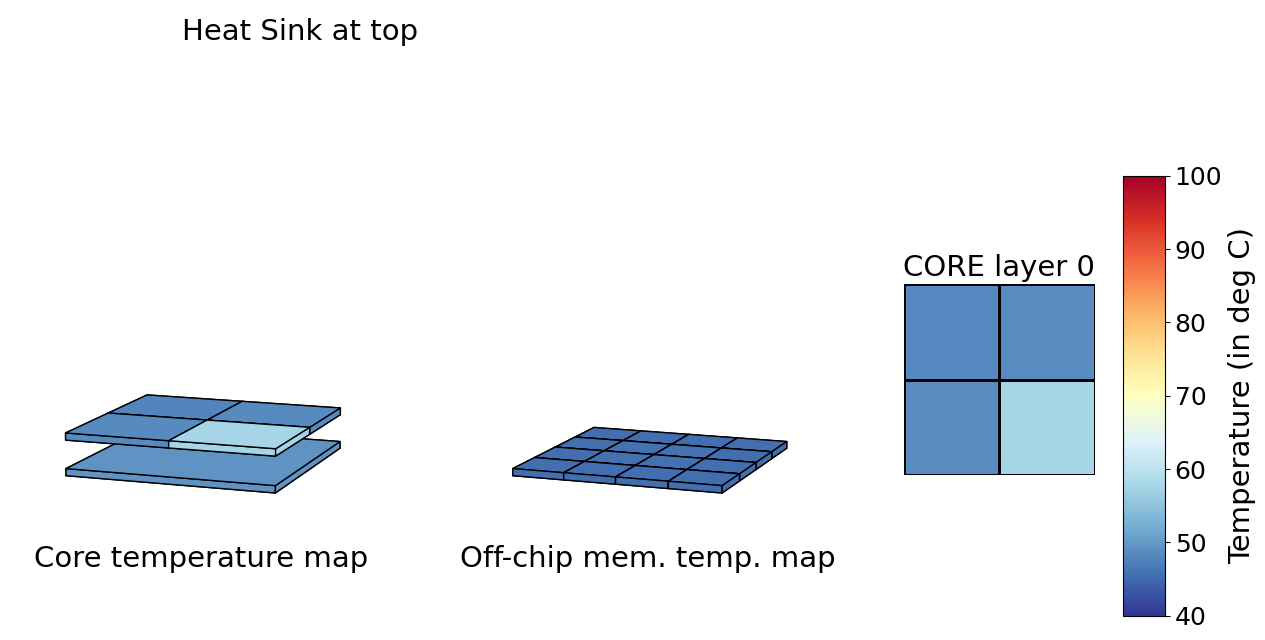 Heat Sink at top
Core temperature map
Off-chip mem. temp. map
CORE layer 0
100
90
80
70
60
50
40
Temperature (in deg C)